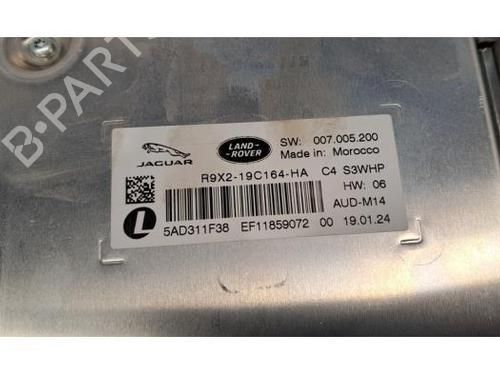 B-PARTS
JAGUAR
LAND-
-ROVER
SW: 007.005.200
Made in: Morocco
R9X2-19C164-HA C4 S3WHP
HW: 06
AUD-M14
L
5AD311F38 EF11859072 00 19.01.24